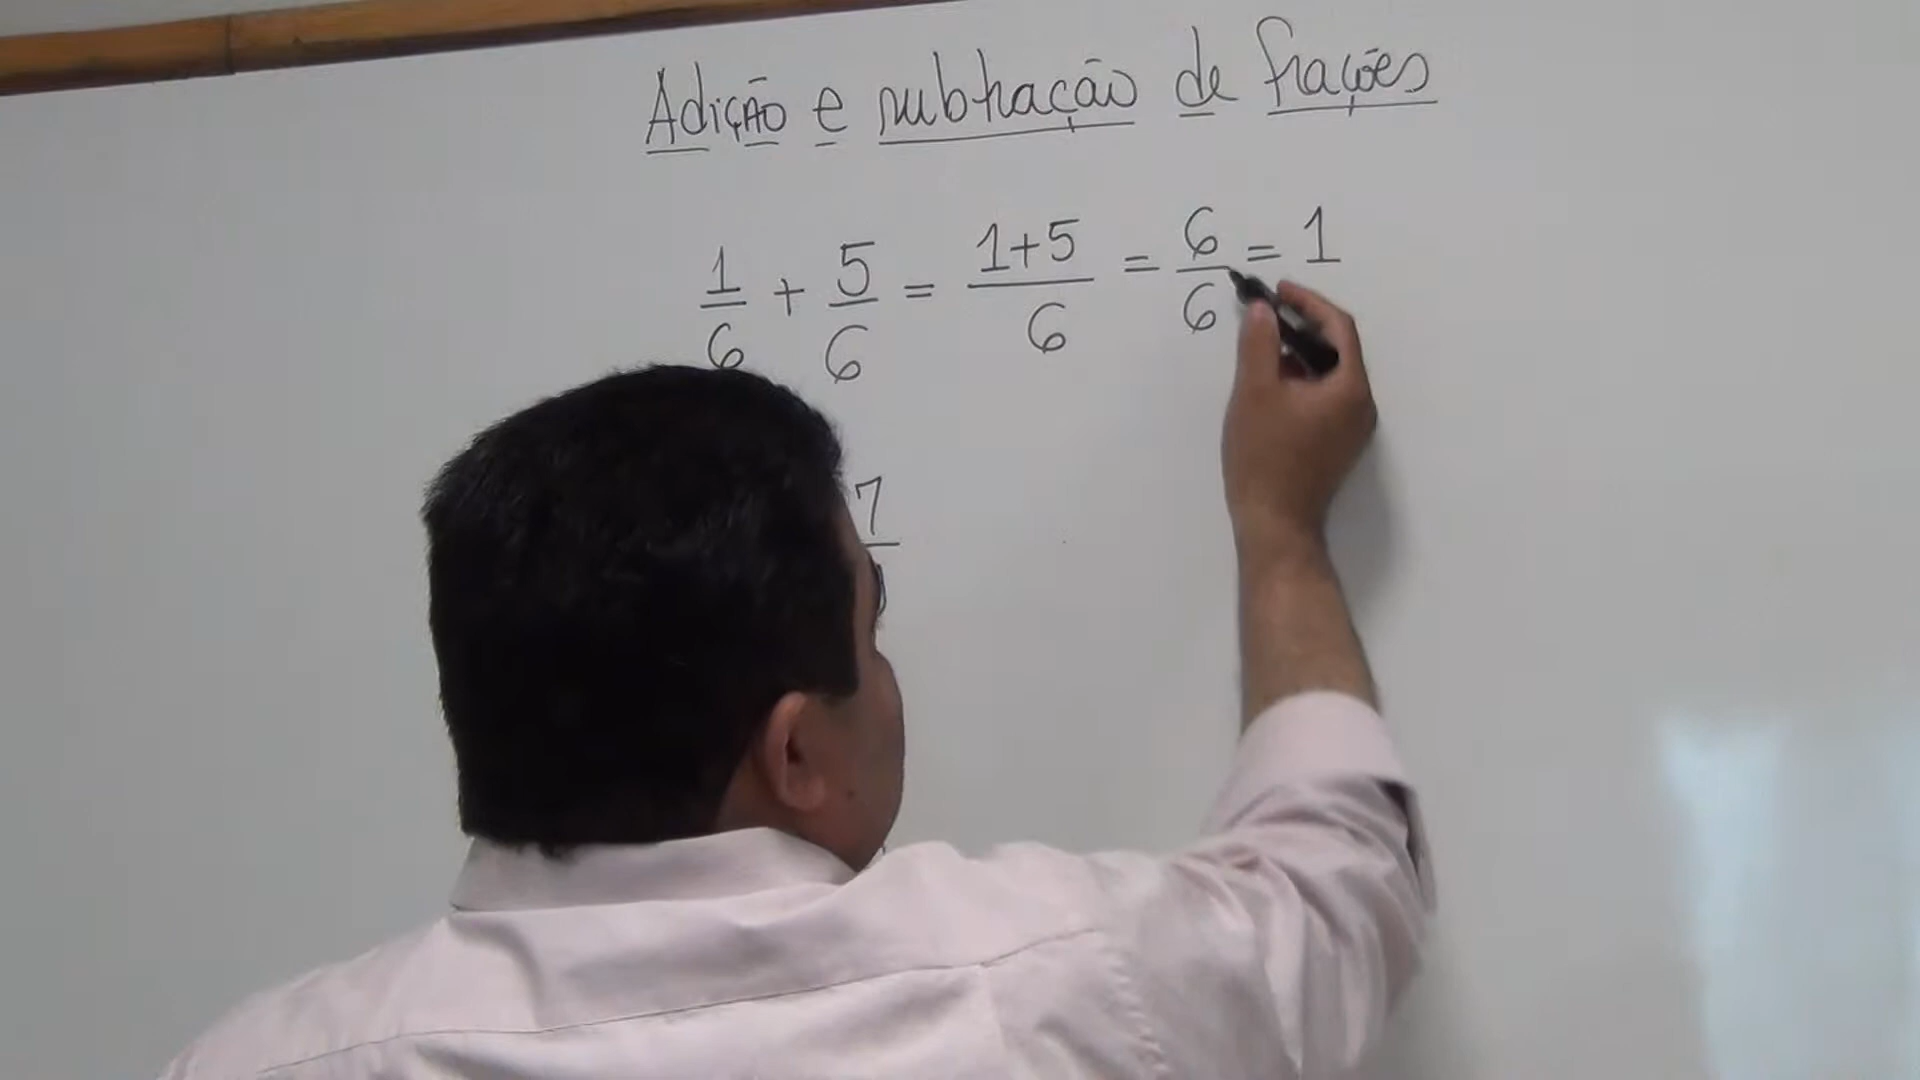 Adição e subtração de frações
1/6 + 5/6 = 1+5/6 = 6/6 = 1
7